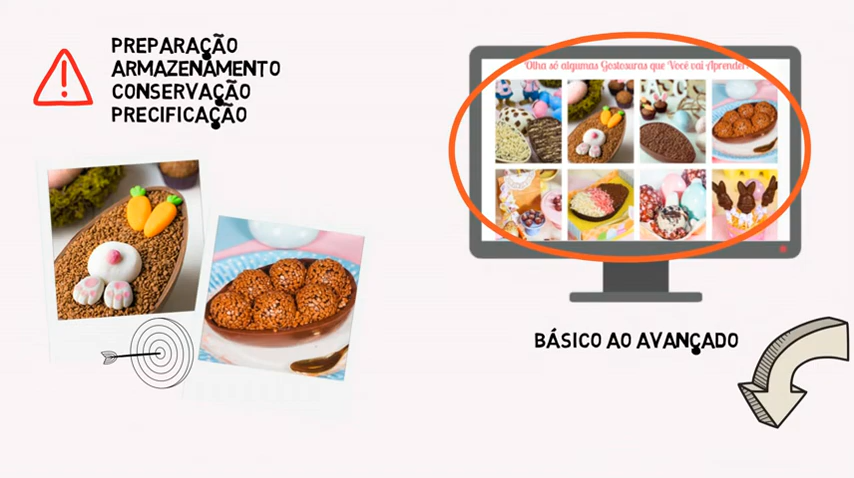 PREPARAÇÃO
ARMAZENAMENTO
CONSERVAÇÃO
PRECIFICAÇÃO
Olha só algumas Gostosuras que Você vai Aprender
BÁSICO AO AVANÇADO